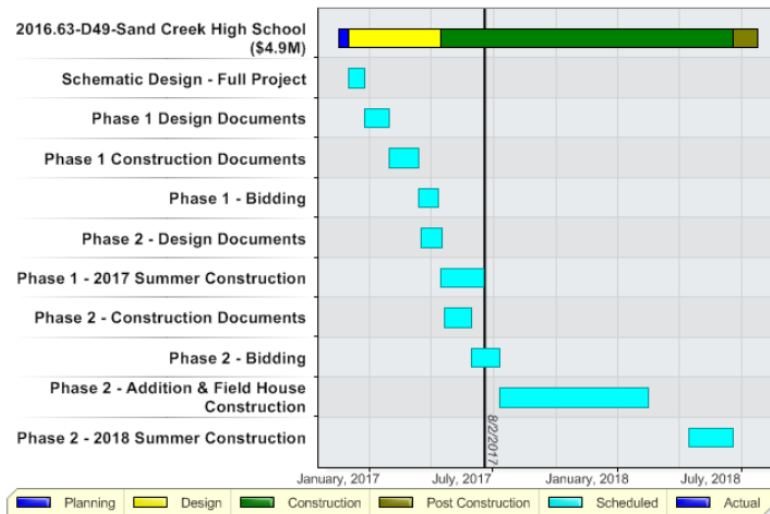 2016.63-D49-Sand Creek High School
($4.9M)
Schematic Design - Full Project
Phase 1 Design Documents
Phase 1 Construction Documents
Phase 1 - Bidding
Phase 2 - Design Documents
Phase 1 - 2017 Summer Construction
Phase 2 - Construction Documents
Phase 2 - Bidding
Phase 2 - Addition & Field House
Construction
Phase 2 - 2018 Summer Construction
8/2/2017
January, 2017
July, 2017
January, 2018
July, 2018
Planning
Design
Construction
Post Construction
Scheduled
Actual